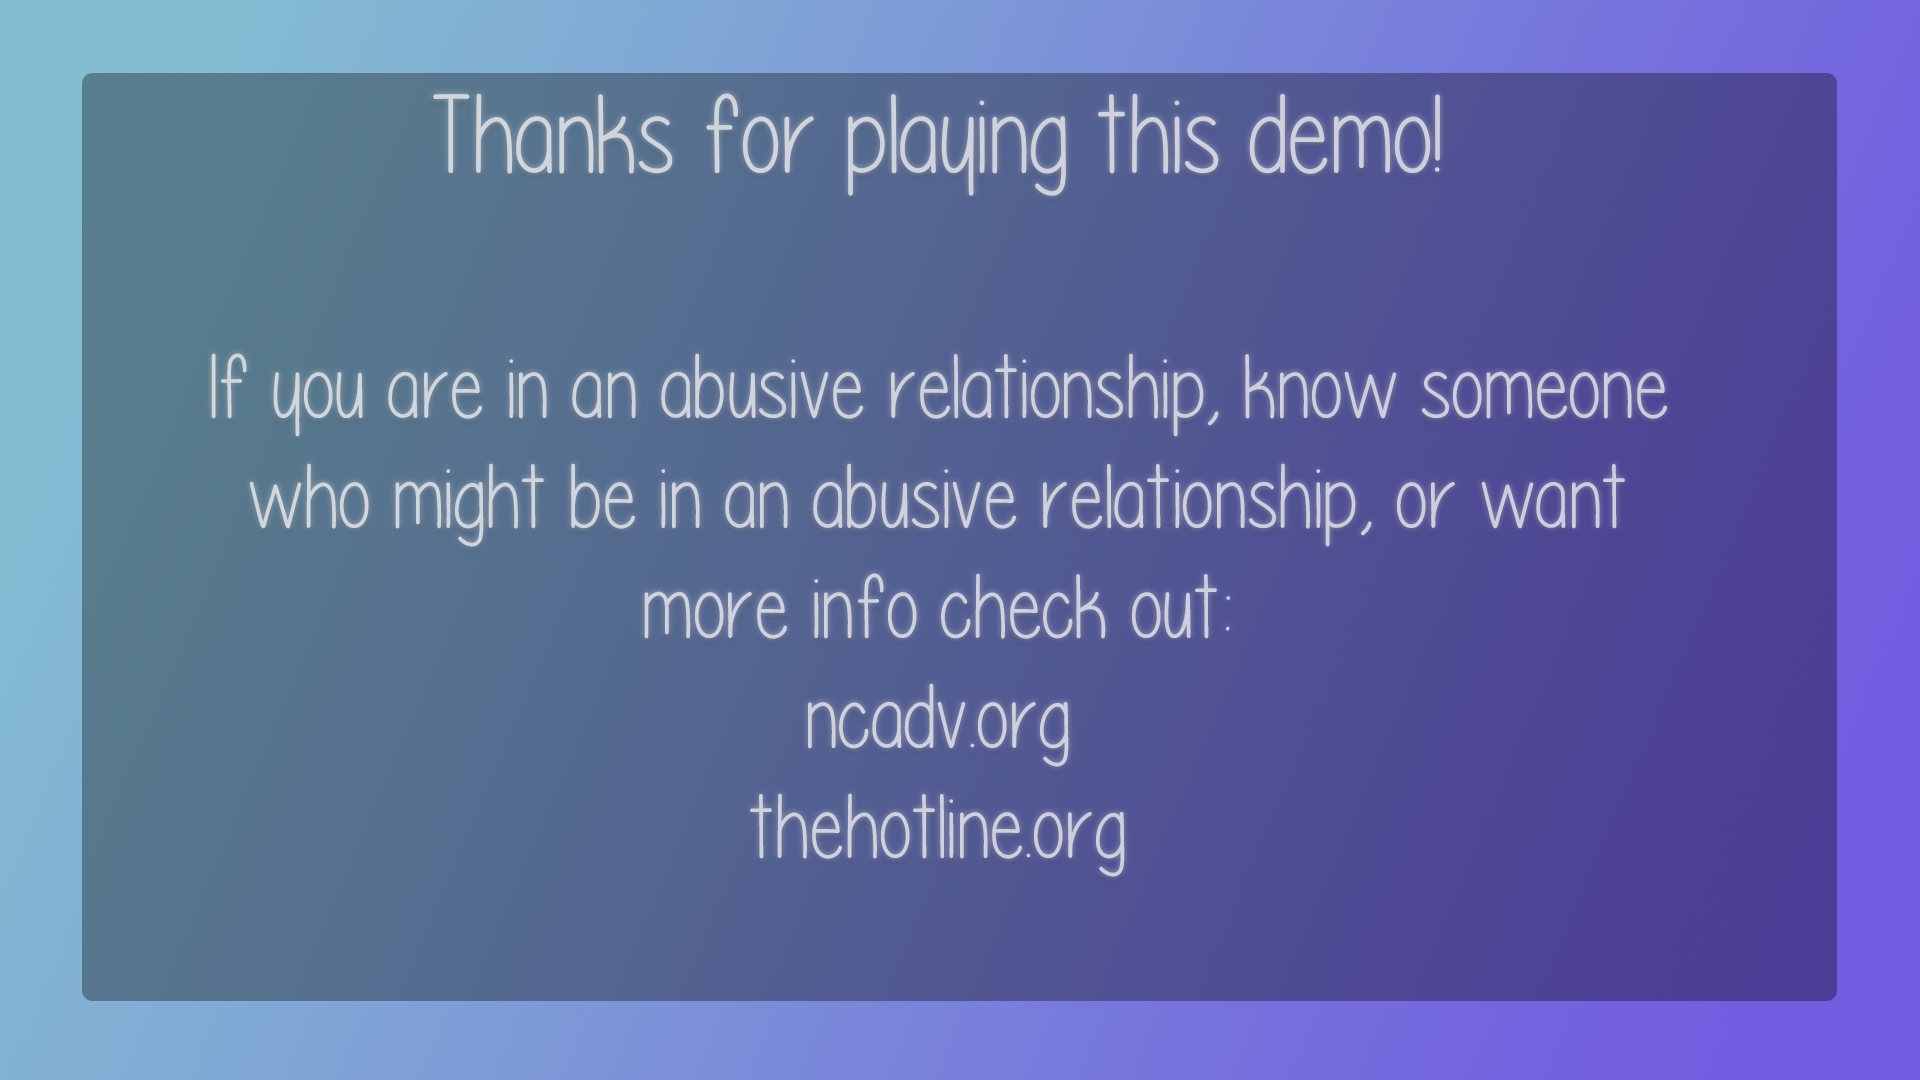 Thanks for playing this demo!
If you are in an abusive relationship, know someone
who might be in an abusive relationship, or want
more info check out:
ncadv.org
thehotline.org